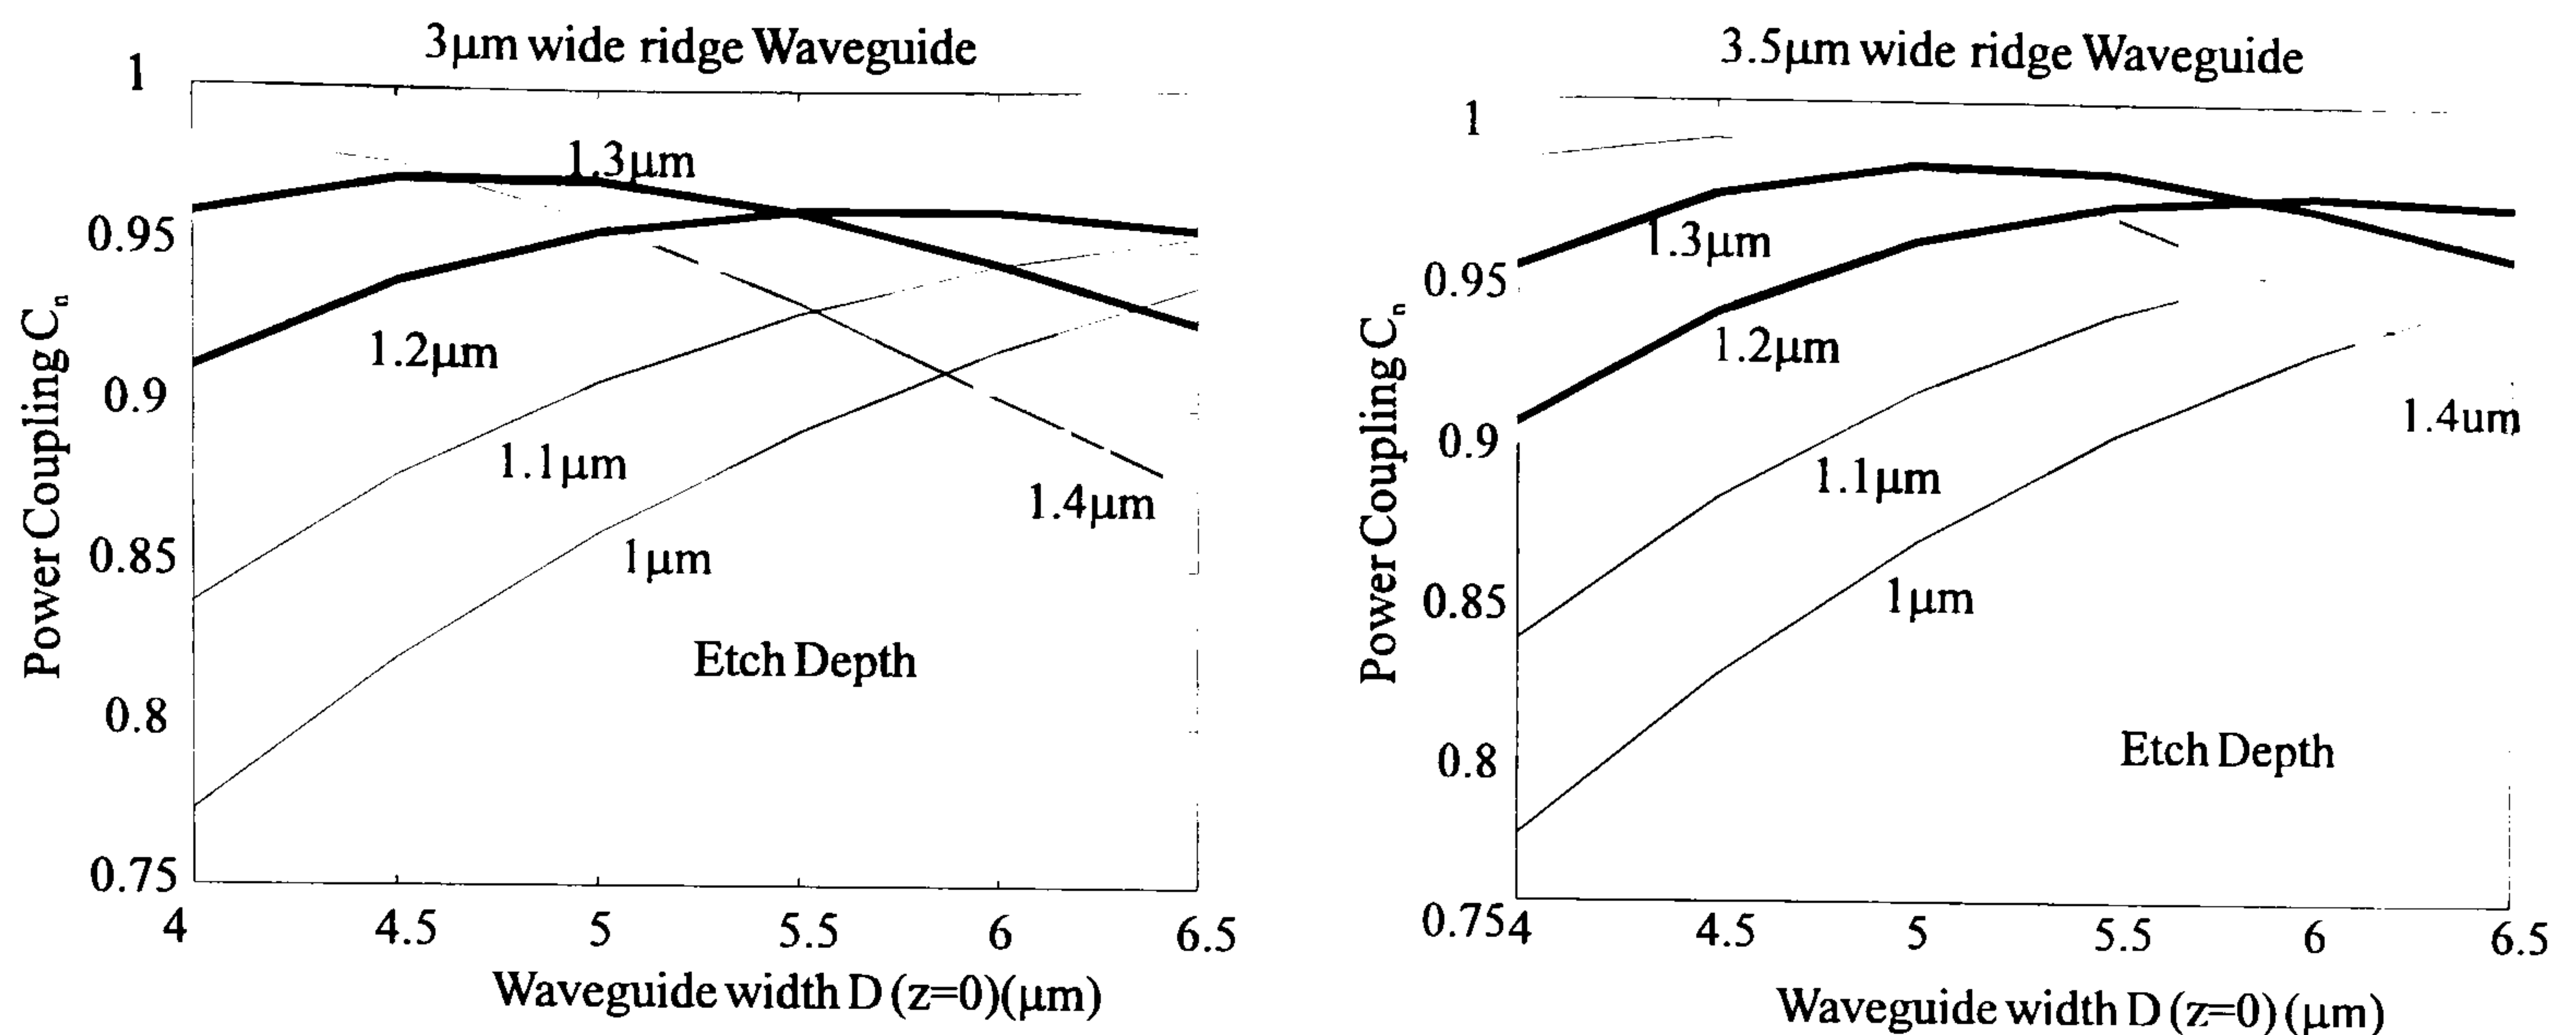 3μm wide ridge Waveguide
1
0.95
0.9
0.85
0.8
0.75
Power Coupling Cn
1.3μm
1.2μm
1.1μm
1μm
1.4μm
Etch Depth
4 4.5 5 5.5 6 6.5
Waveguide width D (z=0)(μm)
3.5μm wide ridge Waveguide
1
0.95
0.9
0.85
0.8
0.75
Power Coupling Cn
1.3μm
1.2μm
1.1μm
1μm
1.4um
Etch Depth
4 4.5 5 5.5 6 6.5
Waveguide width D (z=0) (μm)